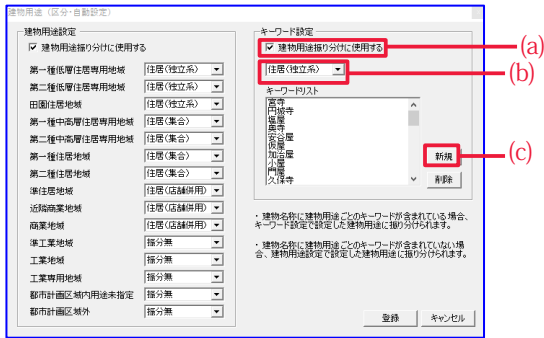 建物用途（区分・自動設定）
建物用途設定
建物用途振り分けに使用する
第一種低層住居専用地域 住居(独立系)
第二種低層住居専用地域 住居(独立系)
田園住居地域 住居(独立系)
第一種中高層住居専用地域 住居(集合)
第二種中高層住居専用地域 住居(集合)
第一種住居地域 住居(集合)
第二種住居地域 住居(集合)
準住居地域 住居(店舗併用)
近隣商業地域 住居(店舗併用)
商業地域 住居(店舗併用)
準工業地域 振分無
工業地域 振分無
工業専用地域 振分無
都市計画区域内用途未指定 振分無
都市計画区域外 振分無
キーワード設定
建物用途振り分けに使用する
(a)
住居(独立系)
(b)
キーワードリスト
宮寺
円城寺
塩屋
奥寺
安谷屋
仮屋
加治屋
小屋
門屋
久保寺
新規
(c)
削除
・建物名称に建物用途ごとのキーワードが含まれている場合、
キーワード設定で設定した建物用途に振り分けられます。
・建物名称に建物用途ごとのキーワードが含まれていない場
合、建物用途設定で設定した建物用途に振り分けられます。
登録
キャンセル